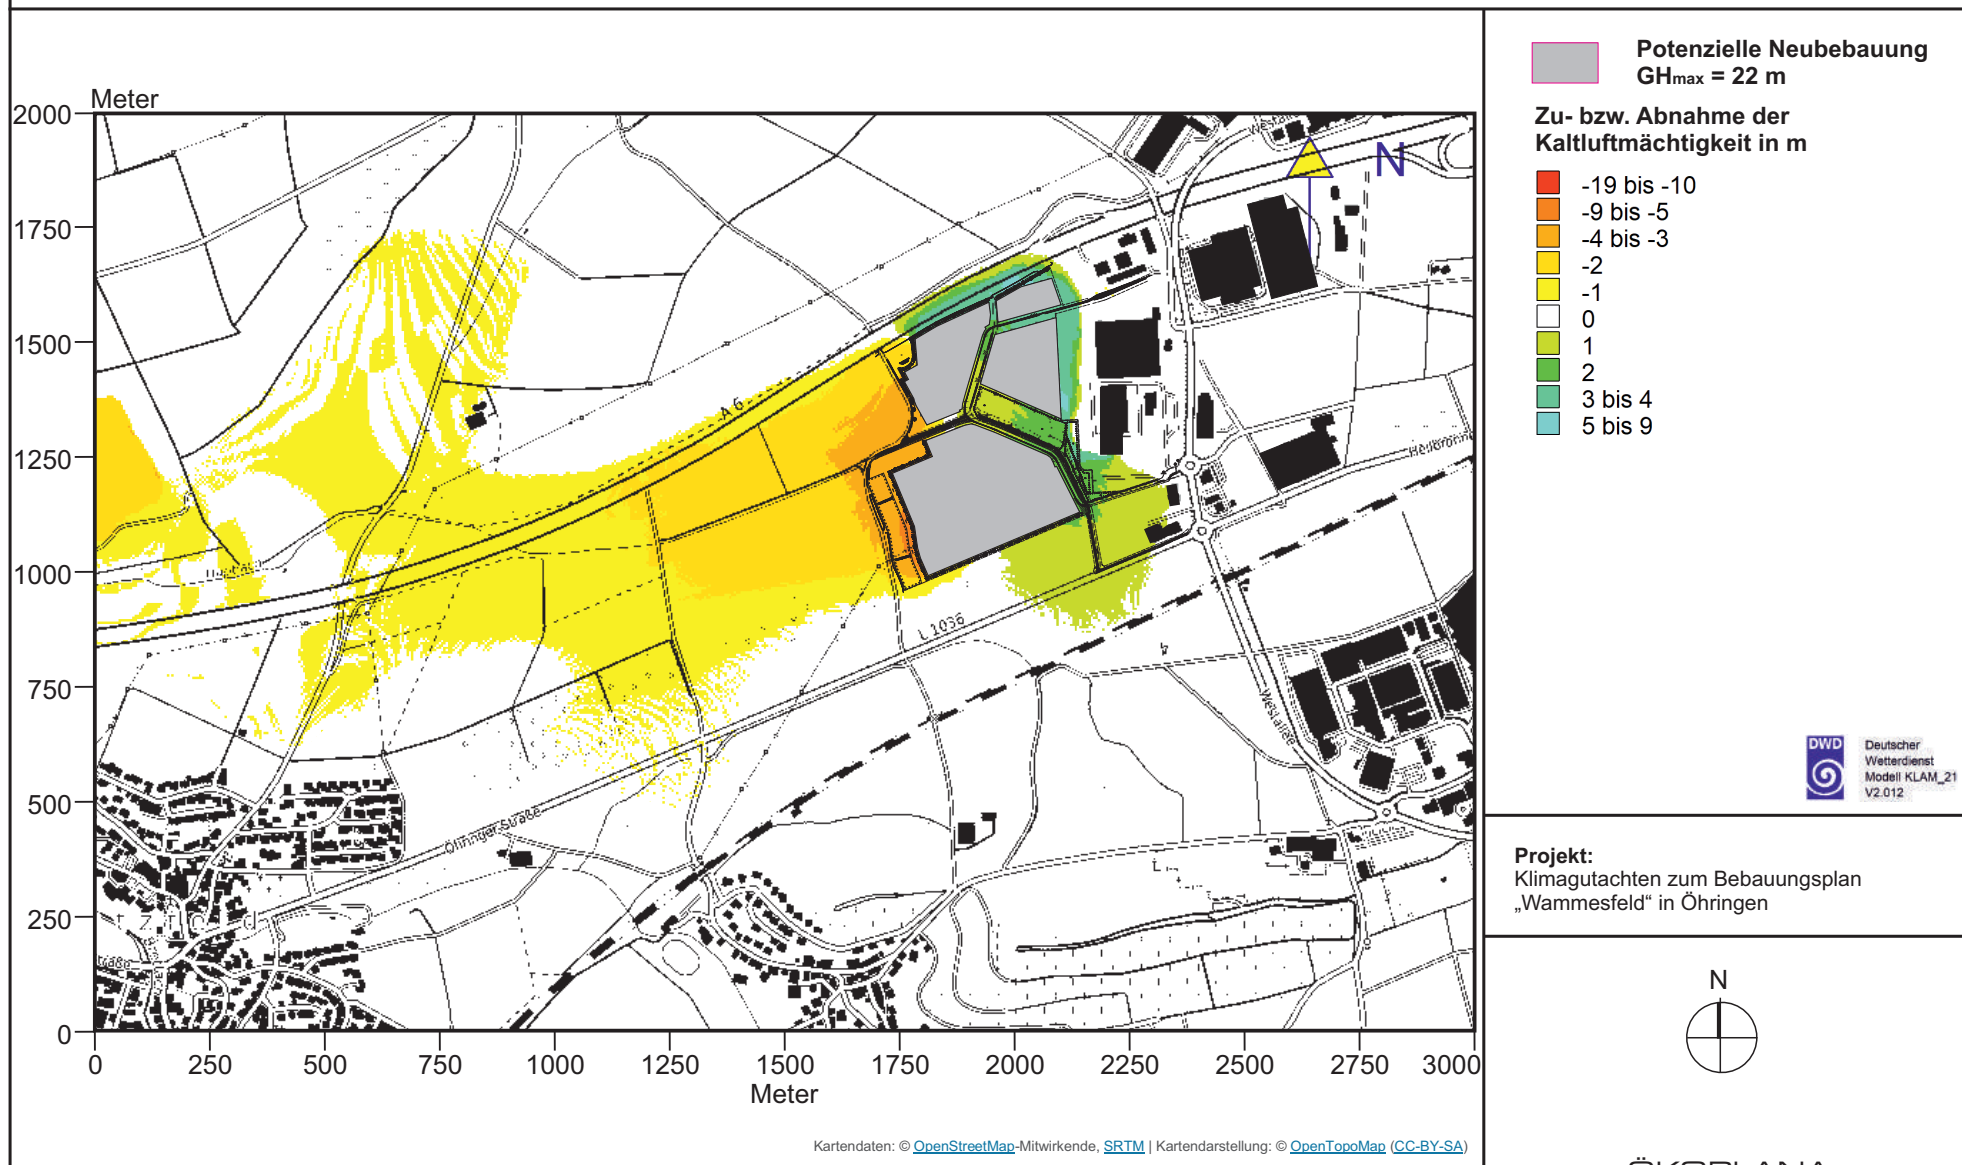 Meter
2000
1750
1500
1250
1000
750
500
250
0
0 250 500 750 1000 1250 1500 1750 2000 2250 2500 2750 3000
Meter
N
A 6
L 1036
Öhringer Straße
Westallee
Heilbronn
raße
Kartendaten: © OpenStreetMap-Mitwirkende, SRTM | Kartendarstellung: © OpenTopoMap (CC-BY-SA)
Potenzielle Neubebauung
GHmax = 22 m
Zu- bzw. Abnahme der
Kaltluftmächtigkeit in m
-19 bis -10
-9 bis -5
-4 bis -3
-2
-1
0
1
2
3 bis 4
5 bis 9
DWD
Deutscher
Wetterdienst
Modell KLAM_21
V2.012
Projekt:
Klimagutachten zum Bebauungsplan
„Wammesfeld“ in Öhringen
N
ÖKOPLANA